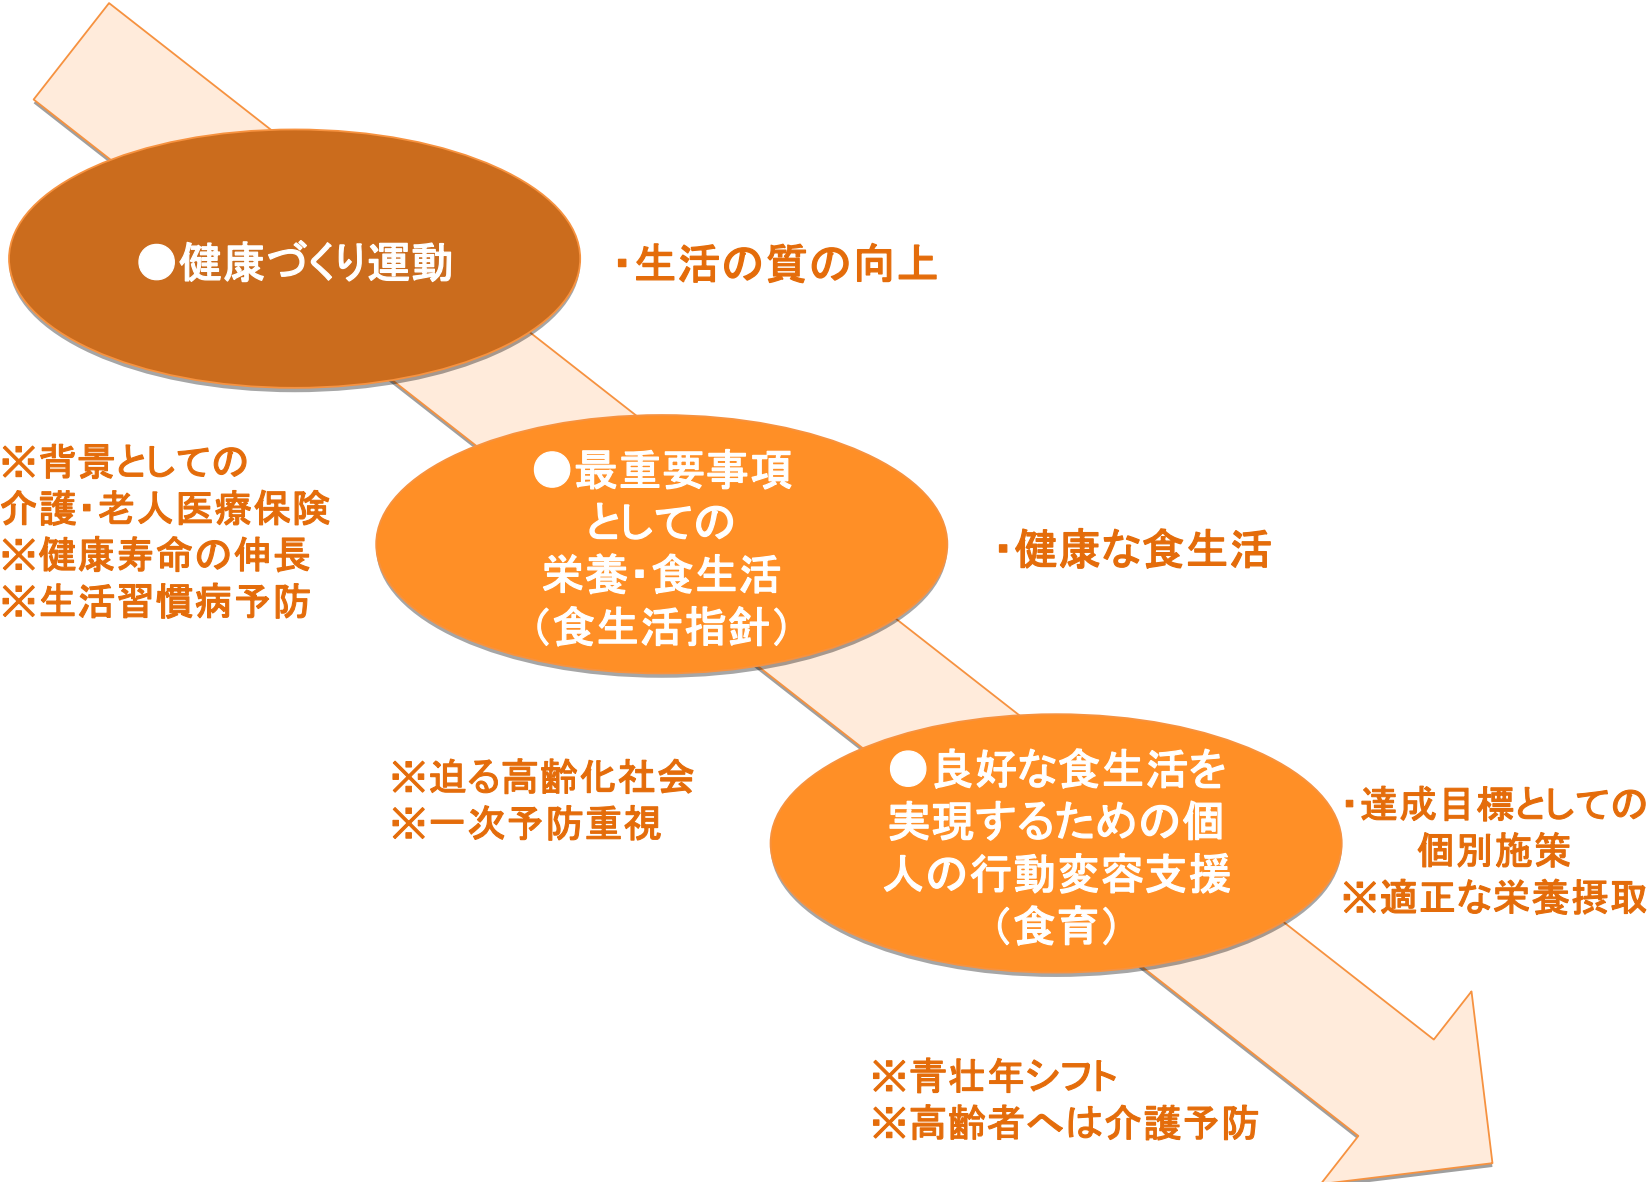 ●健康づくり運動
・生活の質の向上
※背景としての
介護・老人医療保険
※健康寿命の伸長
※生活習慣病予防
●最重要事項
としての
栄養・食生活
（食生活指針）
・健康な食生活
※迫る高齢化社会
※一次予防重視
●良好な食生活を
実現するための個
人の行動変容支援
（食育）
・達成目標としての
個別施策
※適正な栄養摂取
※青壮年シフト
※高齢者へは介護予防